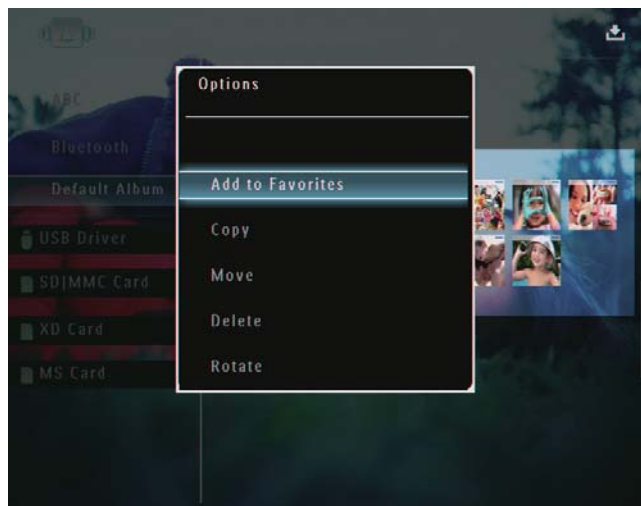 Options
Add to Favorites
Copy
Move
Delete
Rotate
ABC
Bluetooth
Default Album
USB Driver
SD|MMC Card
XD Card
MS Card